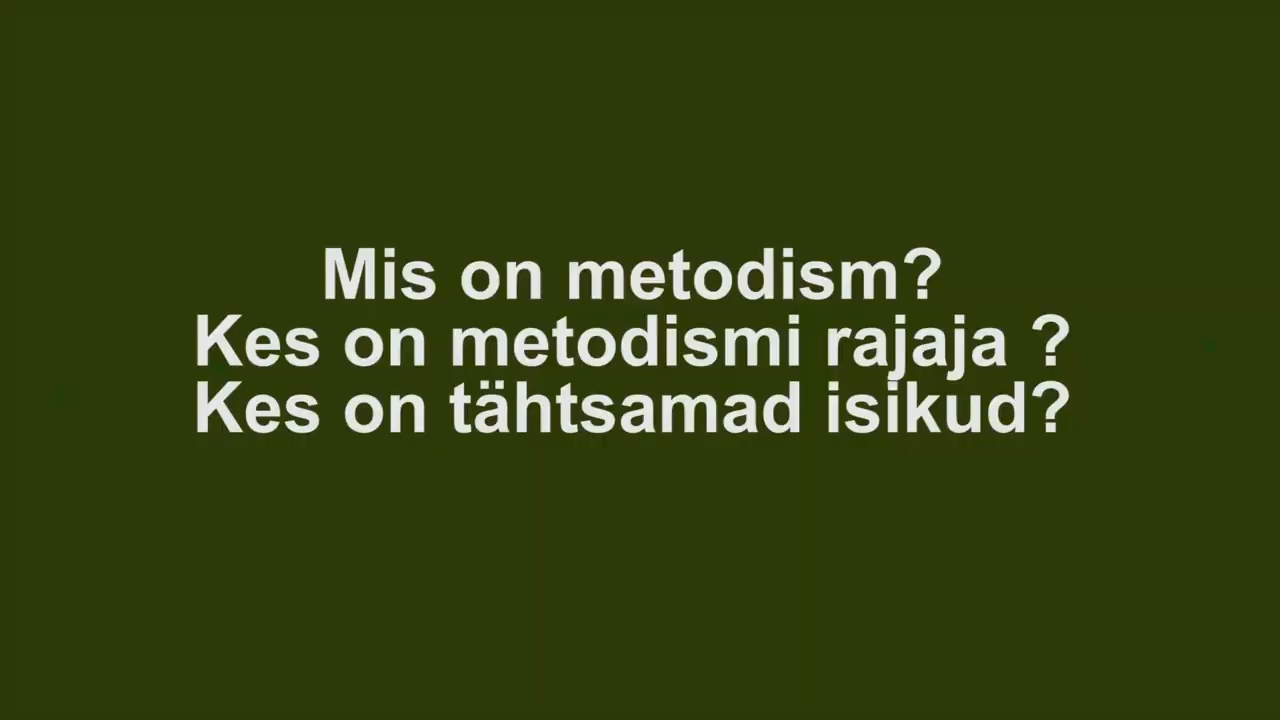 Mis on metodism?
Kes on metodismi rajaja ?
Kes on tähtsamad isikud?